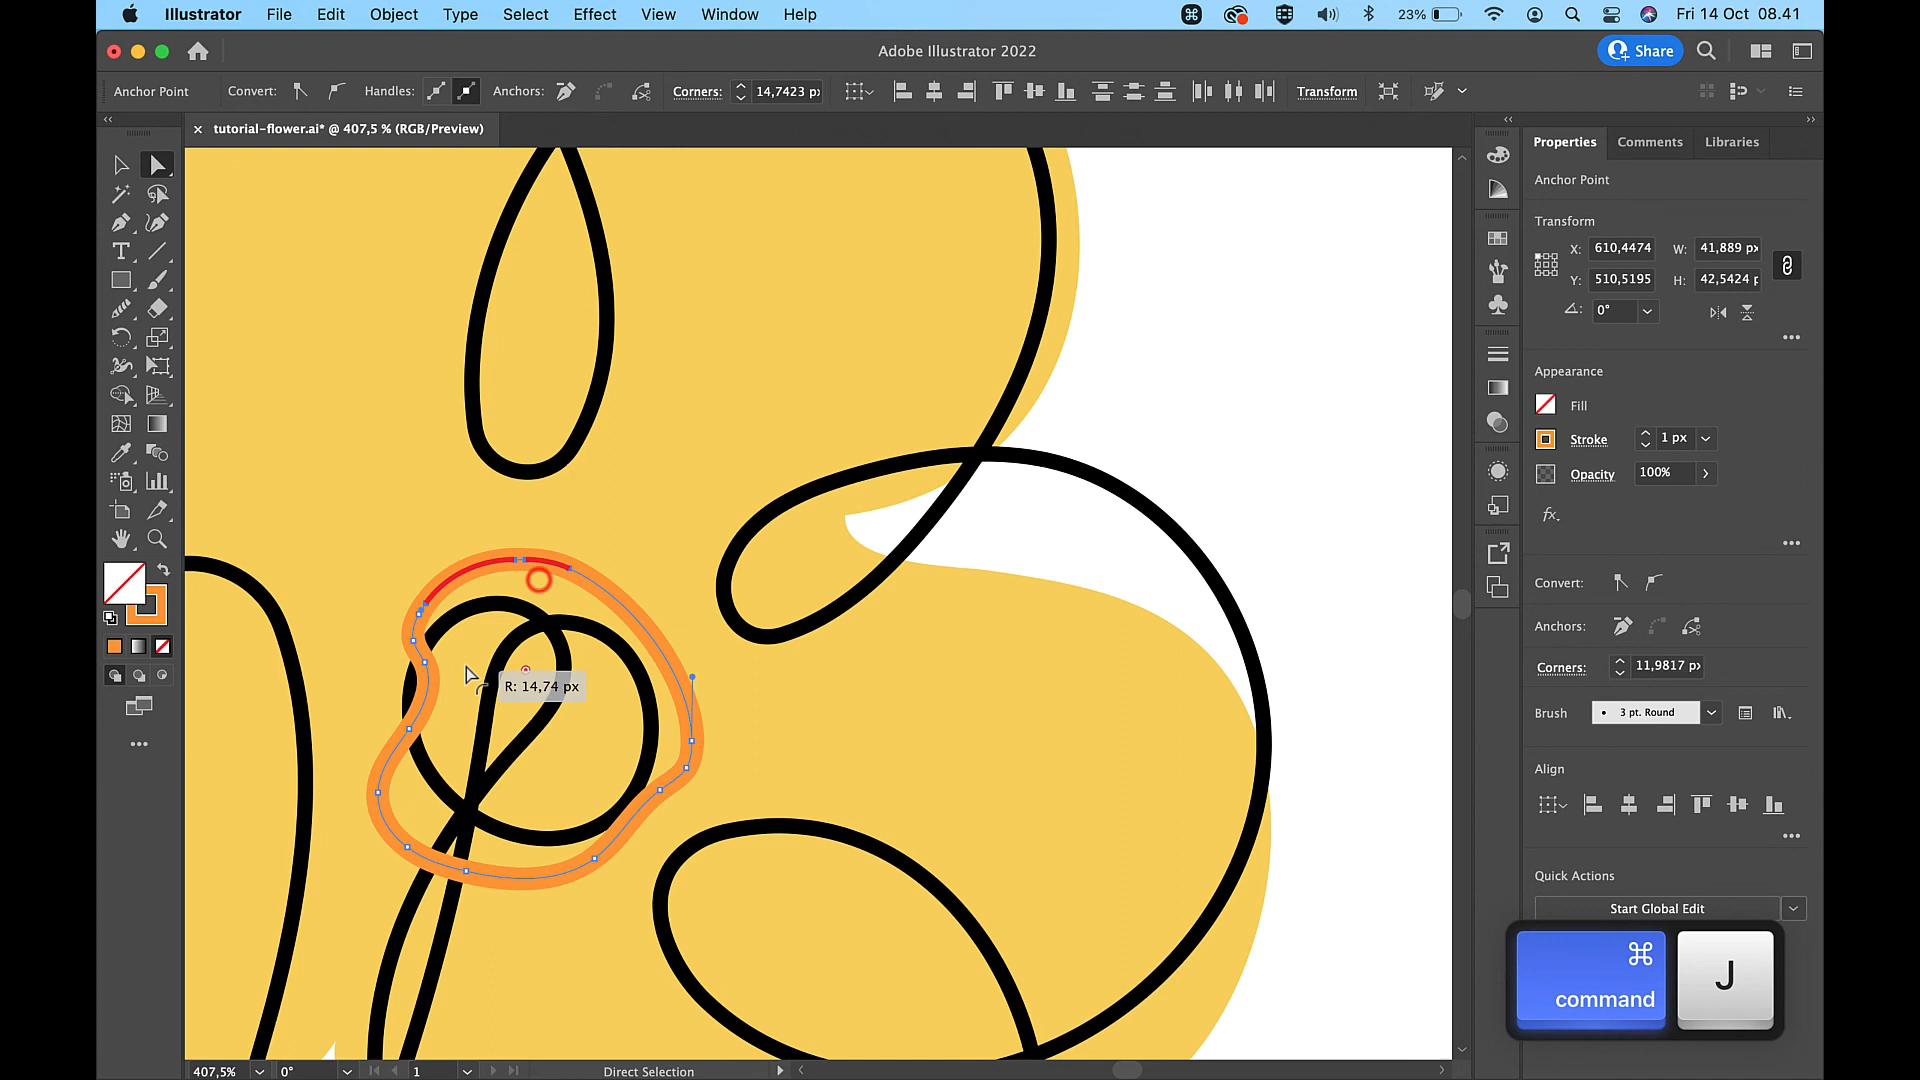 Illustrator File Edit Object Type Select Effect View Window Help 23% Fri 14 Oct 08.41
Adobe Illustrator 2022 Share
Anchor Point Convert: Handles: Anchors: Corners: 14,7423 px Transform
× tutorial-flower.ai* @ 407,5 % (RGB/Preview)
Properties Comments Libraries
Anchor Point
Transform
X: 610,4474 W: 41,889 px
Y: 510,5195 H: 42,5424 p
0°
Appearance
Fill
Stroke 1 px
Opacity 100%
fx.
Convert:
Anchors:
Corners: 11,9817 px
R: 14,74 px
Brush 3 pt. Round
Align
Quick Actions
Start Global Edit
⌘
command
J
407,5% 0° 1 Direct Selection